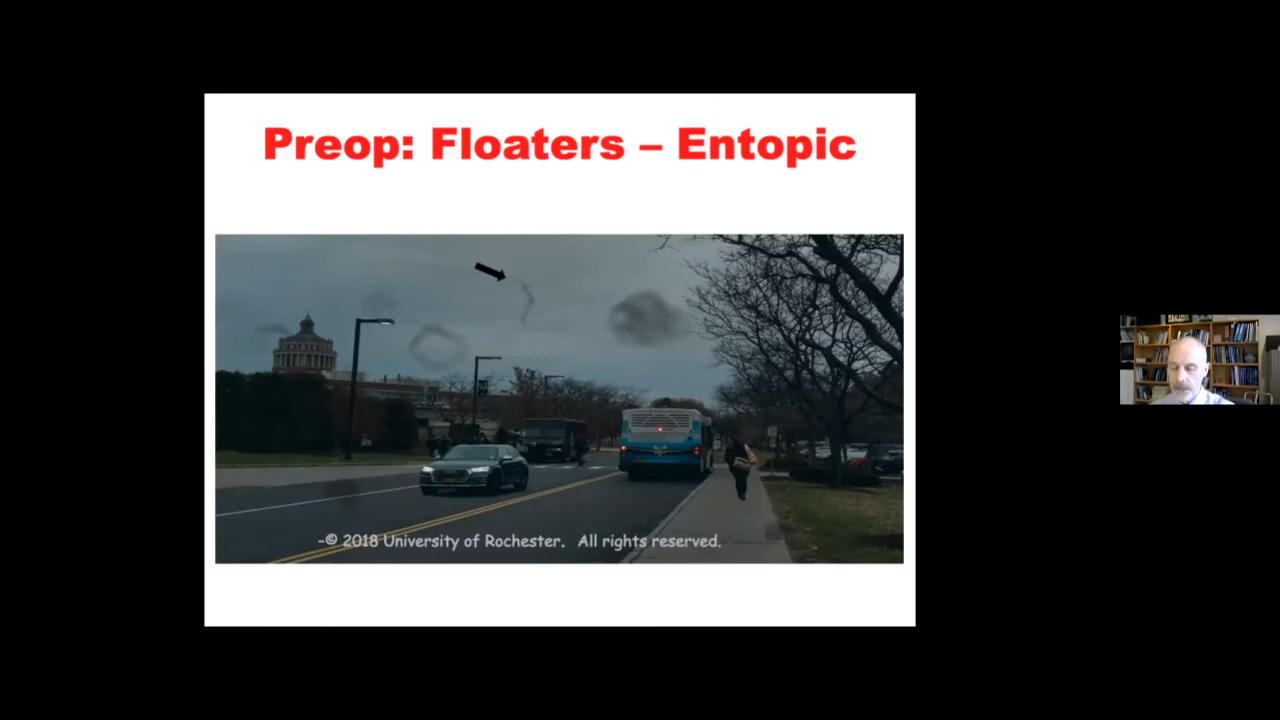 Preop: Floaters – Entopic
-© 2018 University of Rochester. All rights reserved.